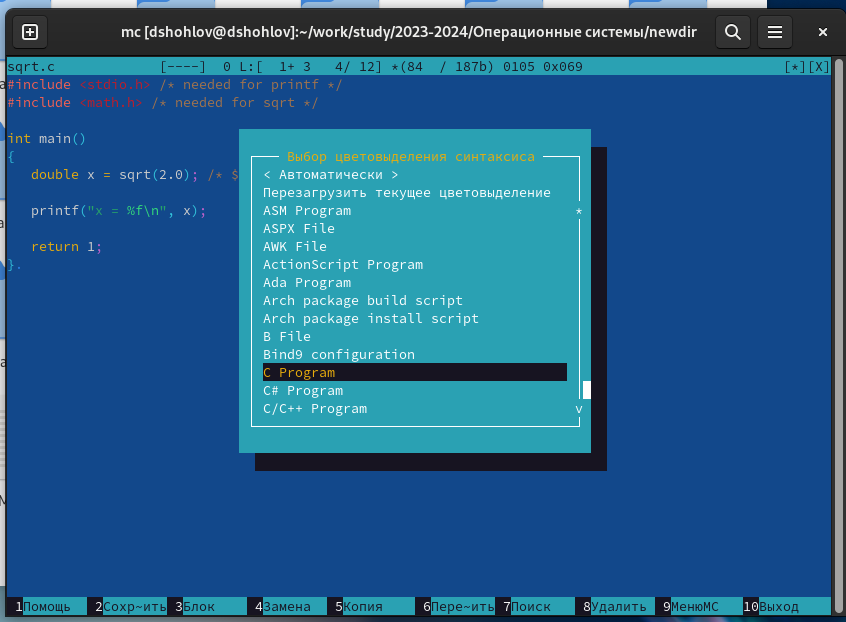 mc [dshohlov@dshohlov]:~/work/study/2023-2024/Операционные системы/newdir
sqrt.c [----] 0 L:[ 1+ 3 4/ 12] *(84 / 187b) 0105 0x069 [*][X]
#include <stdio.h> /* needed for printf */
#include <math.h> /* needed for sqrt */
int main()
{
double x = sqrt(2.0); /* $
printf("x = %f\n", x);
return 1;
}.
Выбор цветовыделения синтаксиса
< Автоматически >
Перезагрузить текущее цветовыделение
ASM Program
ASPX File
AWK File
ActionScript Program
Ada Program
Arch package build script
Arch package install script
B File
Bind9 configuration
C Program
C# Program
C/C++ Program
1Помощь 2Сохр~ить 3Блок 4Замена 5Копия 6Пере~ить 7Поиск 8Удалить 9МенюMC 10Выход